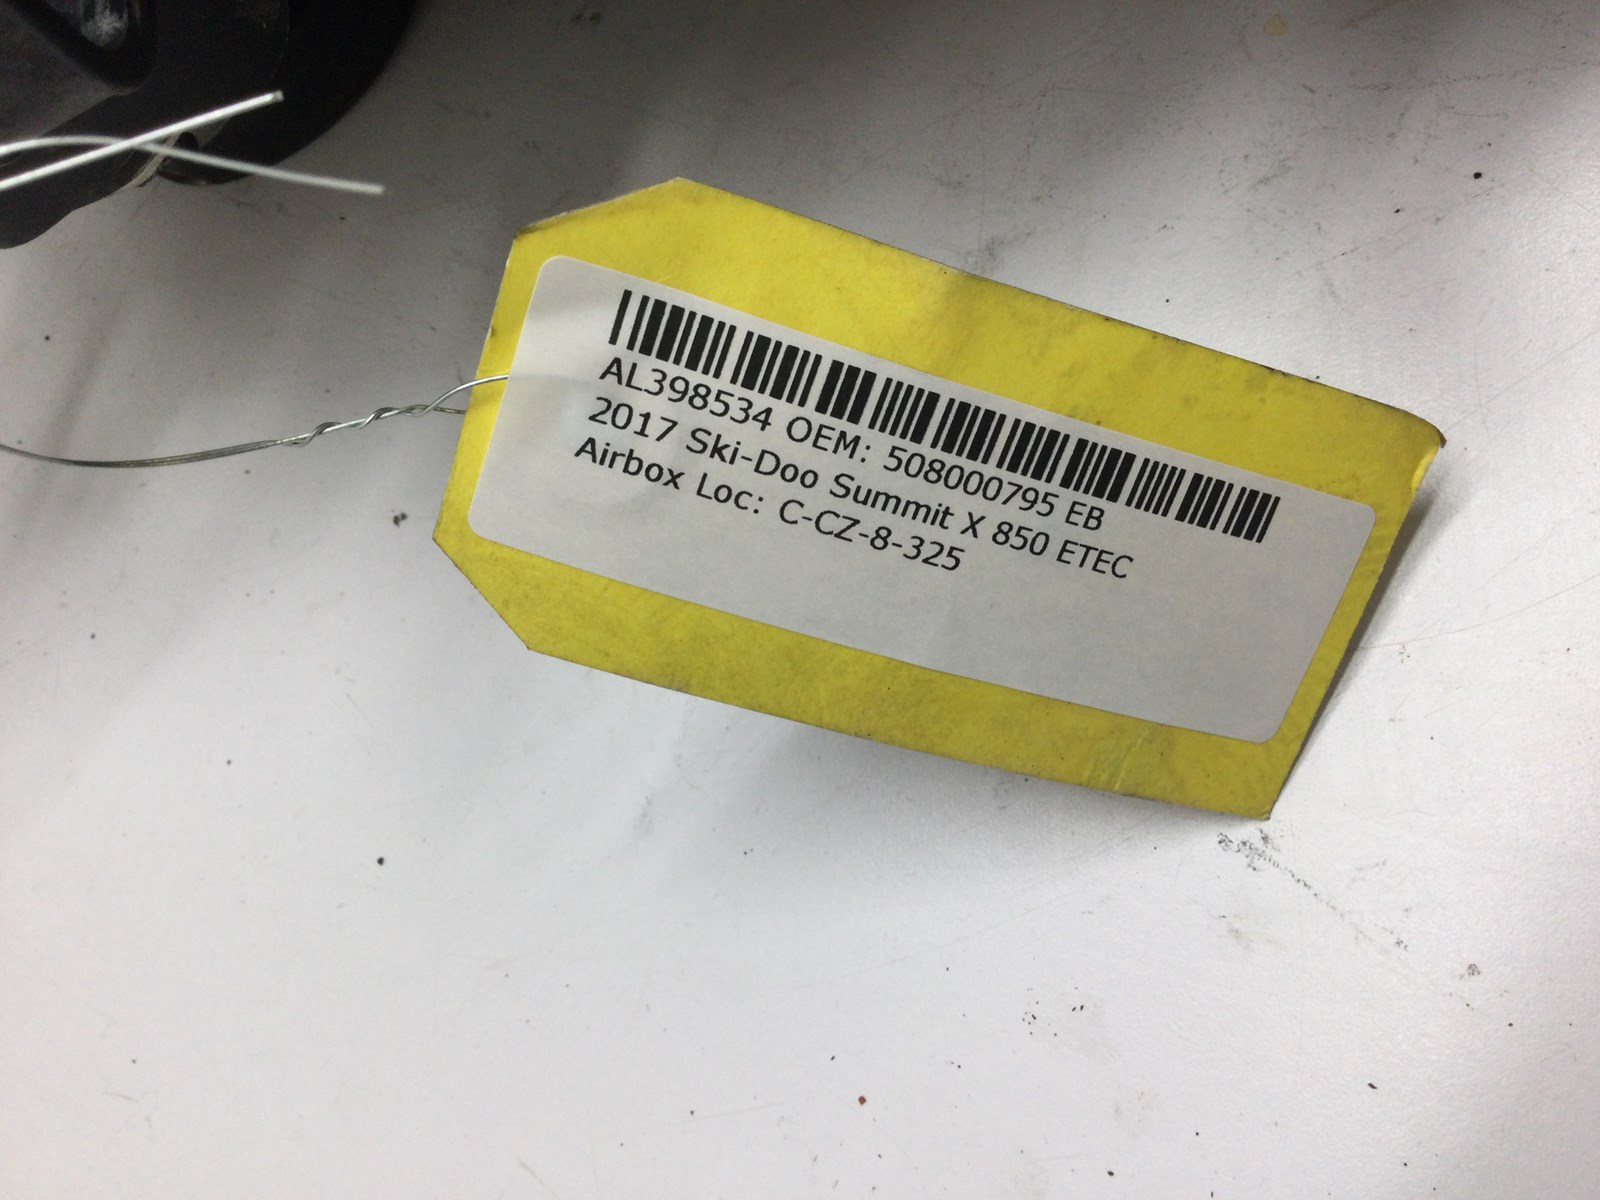 AL398534 OEM: 508000795 EB
2017 Ski-Doo Summit X 850 ETEC
Airbox Loc: C-CZ-8-325